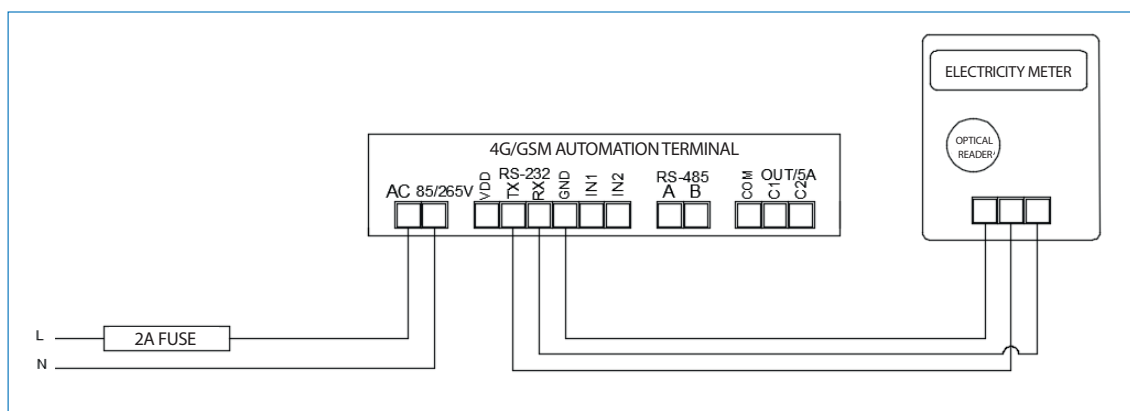 ELECTRICITY METER
OPTICAL
READER
4G/GSM AUTOMATION TERMINAL
RS-232
RS-485
OUT/5A
AC 85/265V
VDD
TX
RX
GND
IN1
IN2
A B
COM
C1
C2
L
2A FUSE
N